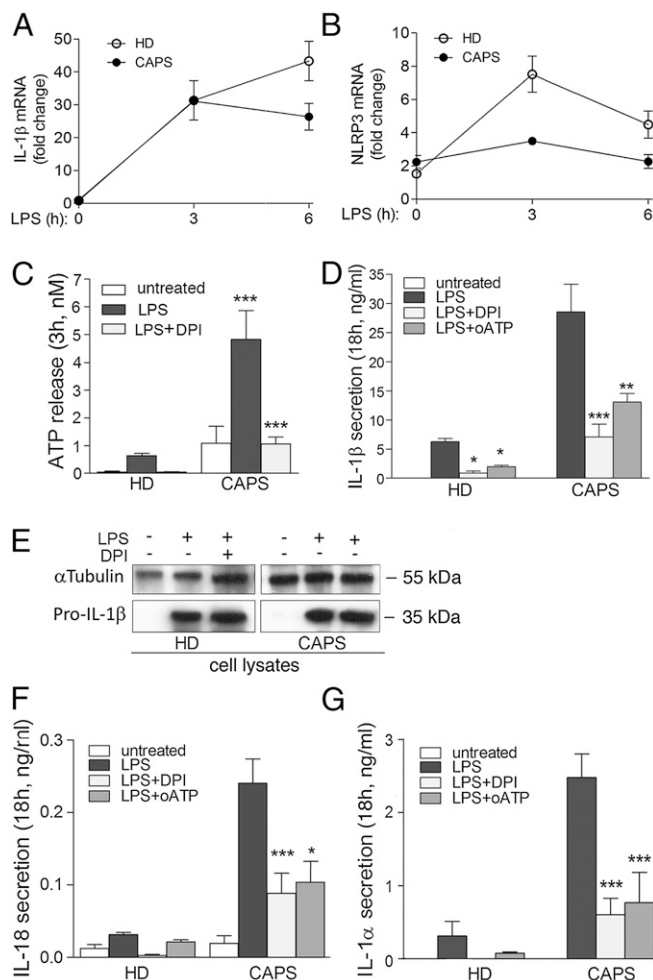 A
IL-1β mRNA
(fold change)
50
40
30
20
10
0
HD
CAPS
LPS (h):
0
3
6
B
NLRP3 mRNA
(fold change)
10
8
6
4
2
0
HD
CAPS
LPS (h):
0
3
6
C
ATP release (3h, nM)
7
6
5
4
3
2
1
0
untreated
LPS
LPS+DPI
***
***
HD
CAPS
D
IL-1β secretion (18h, ng/ml)
35
30
25
20
15
10
5
0
untreated
LPS
LPS+DPI
LPS+oATP
*
*
***
**
HD
CAPS
E
LPS - + + - + +
DPI - - + - -
αTubulin
– 55 kDa
Pro-IL-1β
– 35 kDa
HD
CAPS
cell lysates
F
IL-18 secretion (18h, ng/ml)
0.3
0.2
0.1
0.0
untreated
LPS
LPS+DPI
LPS+oATP
***
*
HD
CAPS
G
IL-1α secretion (18h, ng/ml)
3
2
1
0
untreated
LPS
LPS+DPI
LPS+oATP
***
***
HD
CAPS